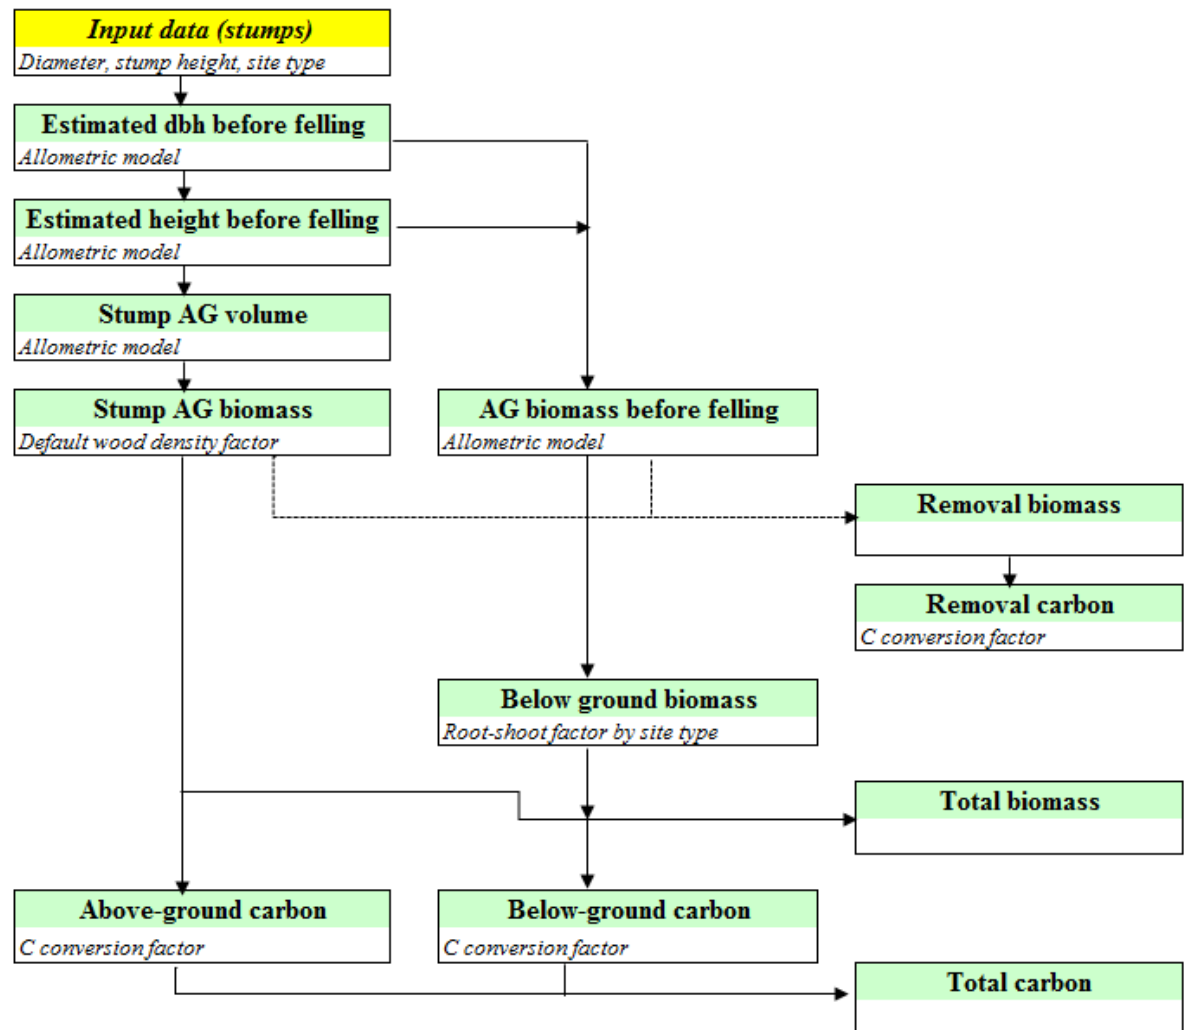 Input data (stumps)
Diameter, stump height, site type
Estimated dbh before felling
Allometric model
Estimated height before felling
Allometric model
Stump AG volume
Allometric model
Stump AG biomass
Default wood density factor
AG biomass before felling
Allometric model
Removal biomass
Removal carbon
C conversion factor
Below ground biomass
Root-shoot factor by site type
Total biomass
Above-ground carbon
C conversion factor
Below-ground carbon
C conversion factor
Total carbon